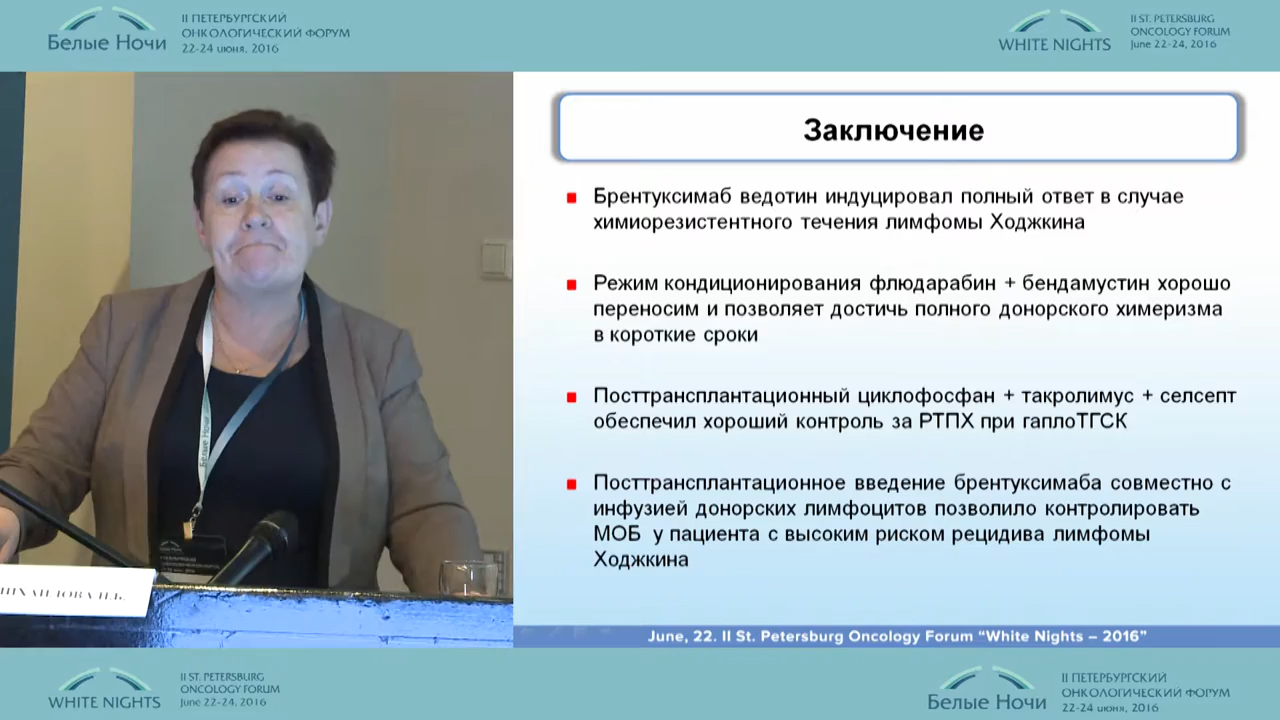 Белые Ночи
II ПЕТЕРБУРГСКИЙ
ОНКОЛОГИЧЕСКИЙ ФОРУМ
22-24 июня, 2016
WHITE NIGHTS
II ST. PETERSBURG
ONCOLOGY FORUM
June 22-24, 2016
Заключение
Брентуксимаб ведотин индуцировал полный ответ в случае
химиорезистентного течения лимфомы Ходжкина
Режим кондиционирования флюдарабин + бендамустин хорошо
переносим и позволяет достичь полного донорского химеризма
в короткие сроки
Посттрансплантационный циклофосфан + такролимус + селсепт
обеспечил хороший контроль за РТПХ при гаплоТГСК
Посттрансплантационное введение брентуксимаба совместно с
инфузией донорских лимфоцитов позволило контролировать
МОБ у пациента с высоким риском рецидива лимфомы
Ходжкина
Белые Ночи
June, 22. II St. Petersburg Oncology Forum “White Nights – 2016”
WHITE NIGHTS
II ST. PETERSBURG
ONCOLOGY FORUM
June 22-24, 2016
Белые Ночи
II ПЕТЕРБУРГСКИЙ
ОНКОЛОГИЧЕСКИЙ ФОРУМ
22-24 июня, 2016